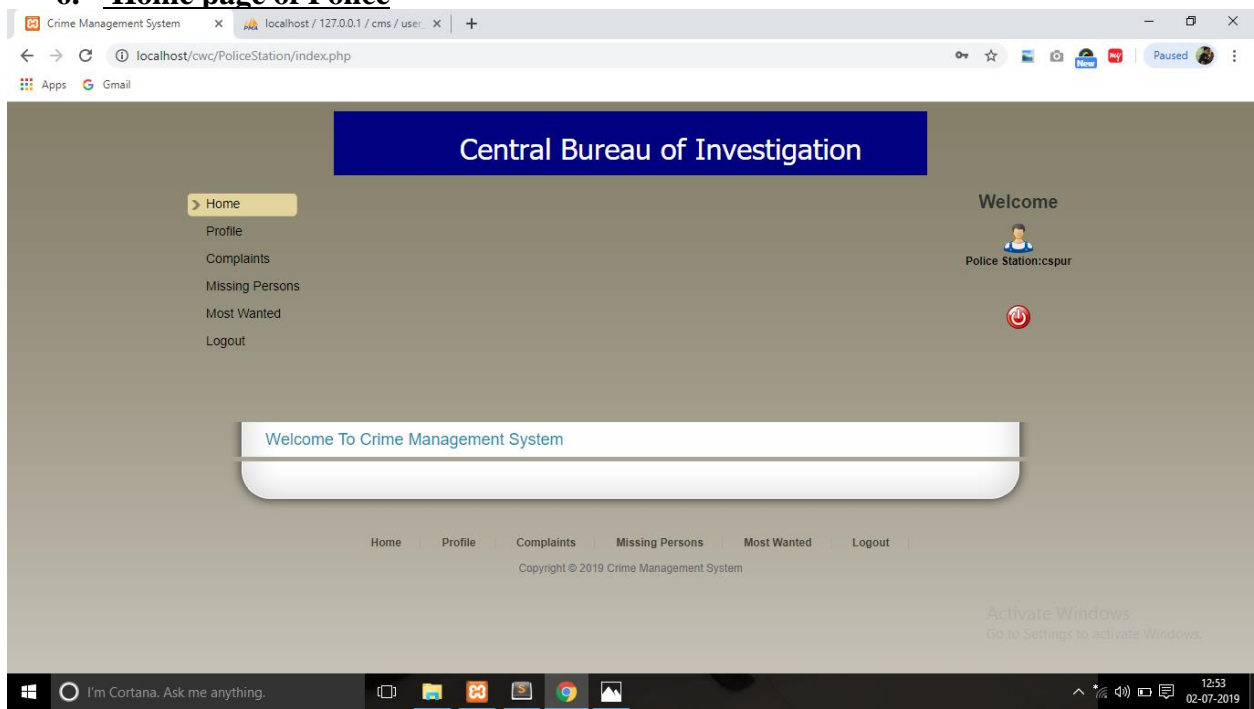 6. Home page of Police
Crime Management System
localhost / 127.0.0.1 / cms / user_
localhost/cwc/PoliceStation/index.php
New
Paused
Apps
Gmail
Central Bureau of Investigation
Home
Profile
Complaints
Missing Persons
Most Wanted
Logout
Welcome
Police Station:cspur
Welcome To Crime Management System
Home Profile Complaints Missing Persons Most Wanted Logout
Copyright © 2019 Crime Management System
Activate Windows
Go to Settings to activate Windows.
I'm Cortana. Ask me anything.
12:53
02-07-2019